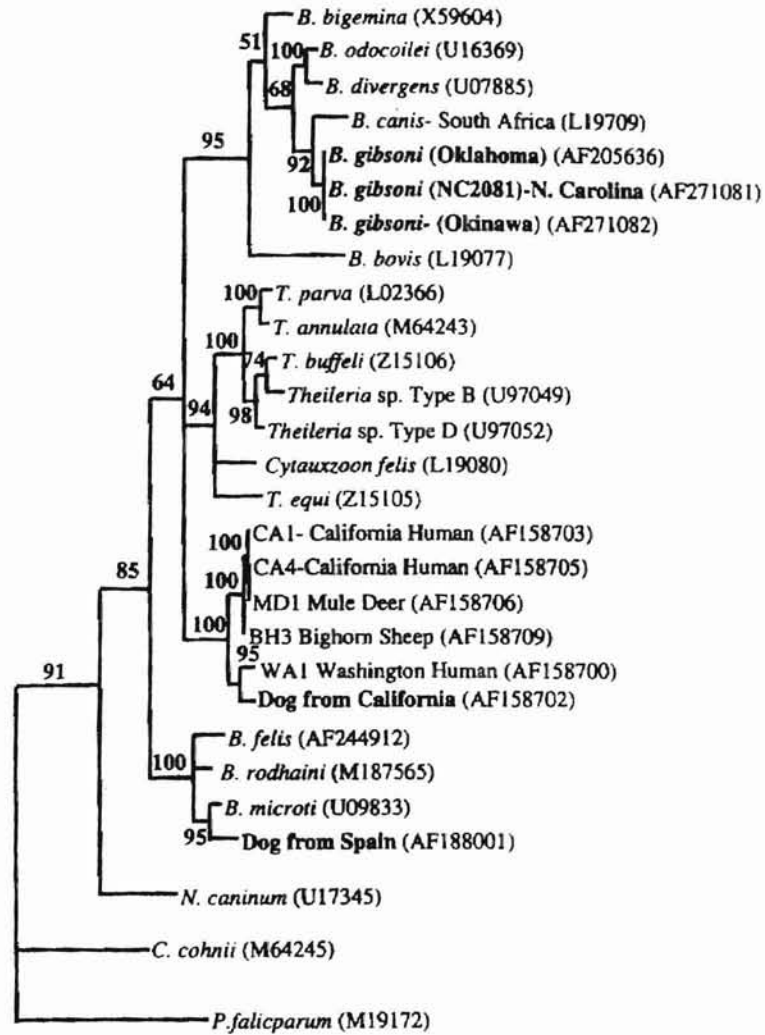 B. bigemina (X59604)
51
100
B. odocoilei (U16369)
68
B. divergens (U07885)
B. canis- South Africa (L19709)
95
92
B. gibsoni (Oklahoma) (AF205636)
B. gibsoni (NC2081)-N. Carolina (AF271081)
100
B. gibsoni- (Okinawa) (AF271082)
B. bovis (L19077)
100
T. parva (L02366)
T. annulata (M64243)
100
74
T. buffeli (Z15106)
64
Theileria sp. Type B (U97049)
94
98
Theileria sp. Type D (U97052)
Cytauxzoon felis (L19080)
T. equi (Z15105)
CA1- California Human (AF158703)
100
CA4-California Human (AF158705)
85
100
MD1 Mule Deer (AF158706)
100
BH3 Bighorn Sheep (AF158709)
95
WA1 Washington Human (AF158700)
91
Dog from California (AF158702)
B. felis (AF244912)
100
B. rodhaini (M187565)
B. microti (U09833)
95
Dog from Spain (AF188001)
N. caninum (U17345)
C. cohnii (M64245)
P.falicparum (M19172)